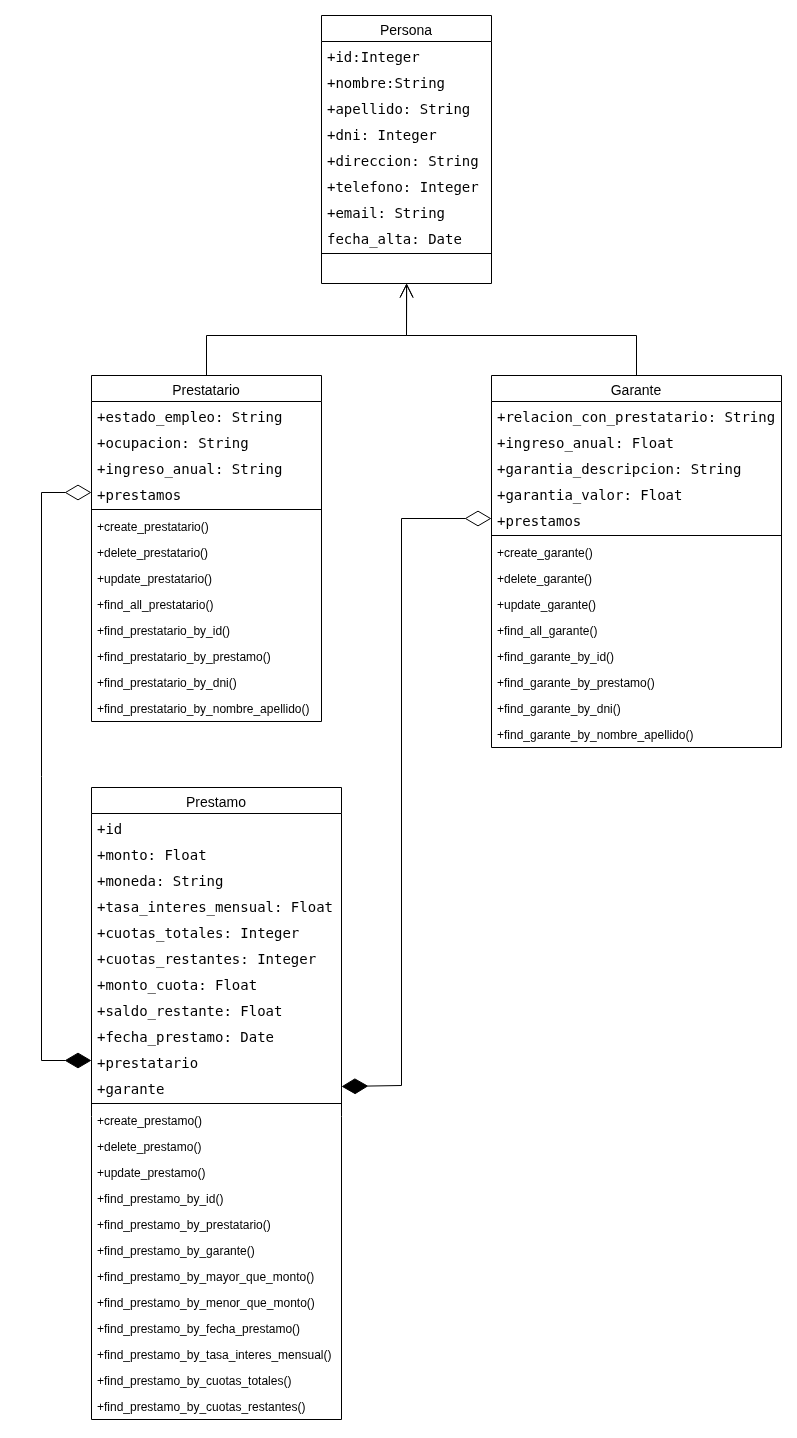 Persona
+id:Integer
+nombre:String
+apellido: String
+dni: Integer
+direccion: String
+telefono: Integer
+email: String
fecha_alta: Date
Prestatario
+estado_empleo: String
+ocupacion: String
+ingreso_anual: String
+prestamos
+create_prestatario()
+delete_prestatario()
+update_prestatario()
+find_all_prestatario()
+find_prestatario_by_id()
+find_prestatario_by_prestamo()
+find_prestatario_by_dni()
+find_prestatario_by_nombre_apellido()
Garante
+relacion_con_prestatario: String
+ingreso_anual: Float
+garantia_descripcion: String
+garantia_valor: Float
+prestamos
+create_garante()
+delete_garante()
+update_garante()
+find_all_garante()
+find_garante_by_id()
+find_garante_by_prestamo()
+find_garante_by_dni()
+find_garante_by_nombre_apellido()
Prestamo
+id
+monto: Float
+moneda: String
+tasa_interes_mensual: Float
+cuotas_totales: Integer
+cuotas_restantes: Integer
+monto_cuota: Float
+saldo_restante: Float
+fecha_prestamo: Date
+prestatario
+garante
+create_prestamo()
+delete_prestamo()
+update_prestamo()
+find_prestamo_by_id()
+find_prestamo_by_prestatario()
+find_prestamo_by_garante()
+find_prestamo_by_mayor_que_monto()
+find_prestamo_by_menor_que_monto()
+find_prestamo_by_fecha_prestamo()
+find_prestamo_by_tasa_interes_mensual()
+find_prestamo_by_cuotas_totales()
+find_prestamo_by_cuotas_restantes()